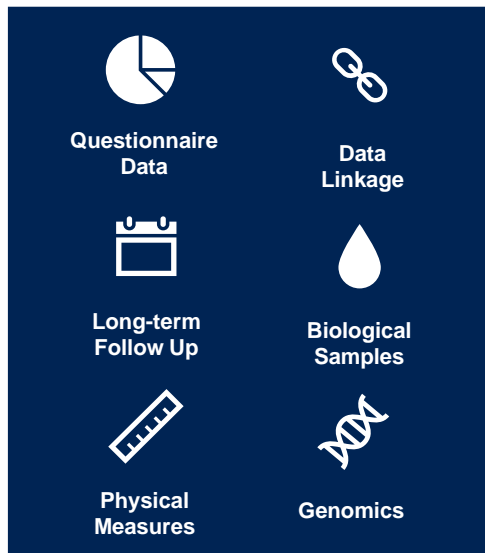 Questionnaire
Data
Data
Linkage
Long-term
Follow Up
Biological
Samples
Physical
Measures
Genomics